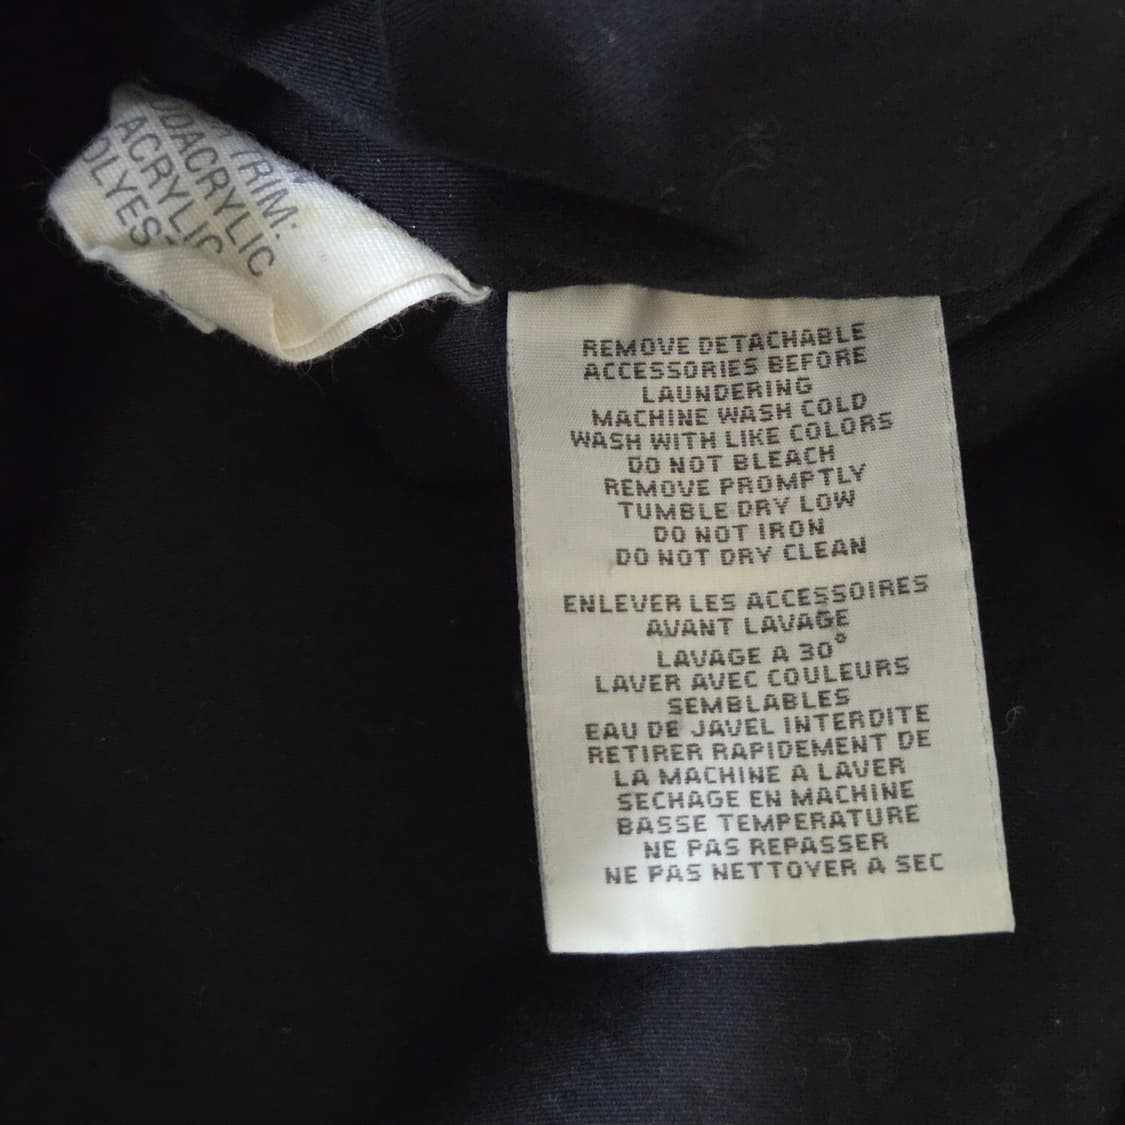 TRIM:
ACRYLIC
REMOVE DETACHABLE
ACCESSORIES BEFORE
LAUNDERING
MACHINE WASH COLD
WASH WITH LIKE COLORS
DO NOT BLEACH
REMOVE PROMPTLY
TUMBLE DRY LOW
DO NOT IRON
DO NOT DRY CLEAN
ENLEVER LES ACCESSOIRES
AVANT LAVAGE
LAVAGE A 30°
LAVER AVEC COULEURS
SEMBLABLES
EAU DE JAVEL INTERDITE
RETIRER RAPIDEMENT DE
LA MACHINE A LAVER
SECHAGE EN MACHINE
BASSE TEMPERATURE
NE PAS REPASSER
NE PAS NETTOYER A SEC